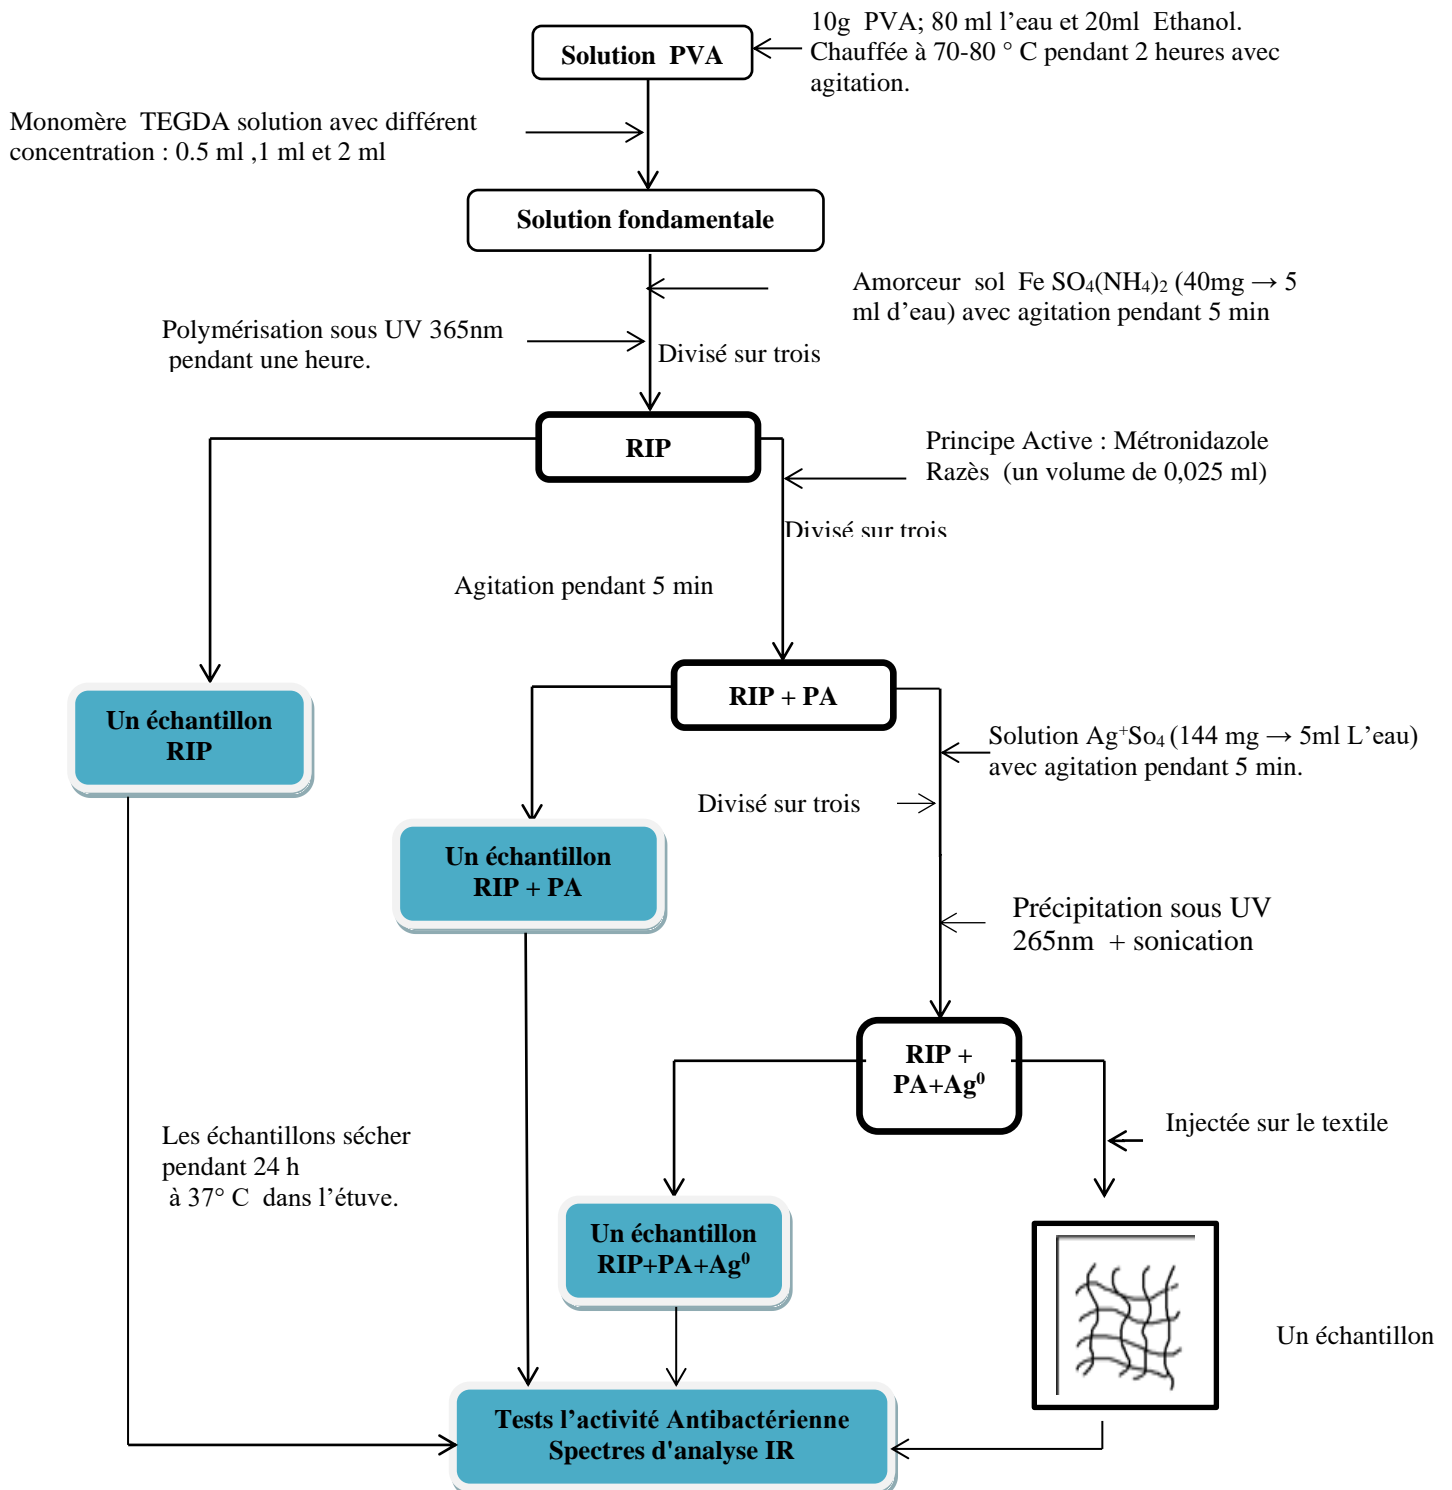 10g PVA; 80 ml l’eau et 20ml Ethanol.
Chauffée à 70-80 ° C pendant 2 heures avec
agitation.
Solution PVA
Monomère TEGDA solution avec différent
concentration : 0.5 ml ,1 ml et 2 ml
Solution fondamentale
Amorceur sol Fe SO₄(NH₄)₂ (40mg → 5
ml d’eau) avec agitation pendant 5 min
Polymérisation sous UV 365nm
pendant une heure.
Divisé sur trois
RIP
Principe Active : Métronidazole
Razès (un volume de 0,025 ml)
Divisé sur trois
Agitation pendant 5 min
RIP + PA
Un échantillon
RIP
Solution Ag⁺So₄ (144 mg → 5ml L’eau)
avec agitation pendant 5 min.
Divisé sur trois
Un échantillon
RIP + PA
Précipitation sous UV
265nm + sonication
RIP +
PA+Ag⁰
Injectée sur le textile
Les échantillons sécher
pendant 24 h
à 37° C dans l’étuve.
Un échantillon
RIP+PA+Ag⁰
Un échantillon
Tests l’activité Antibactérienne
Spectres d'analyse IR